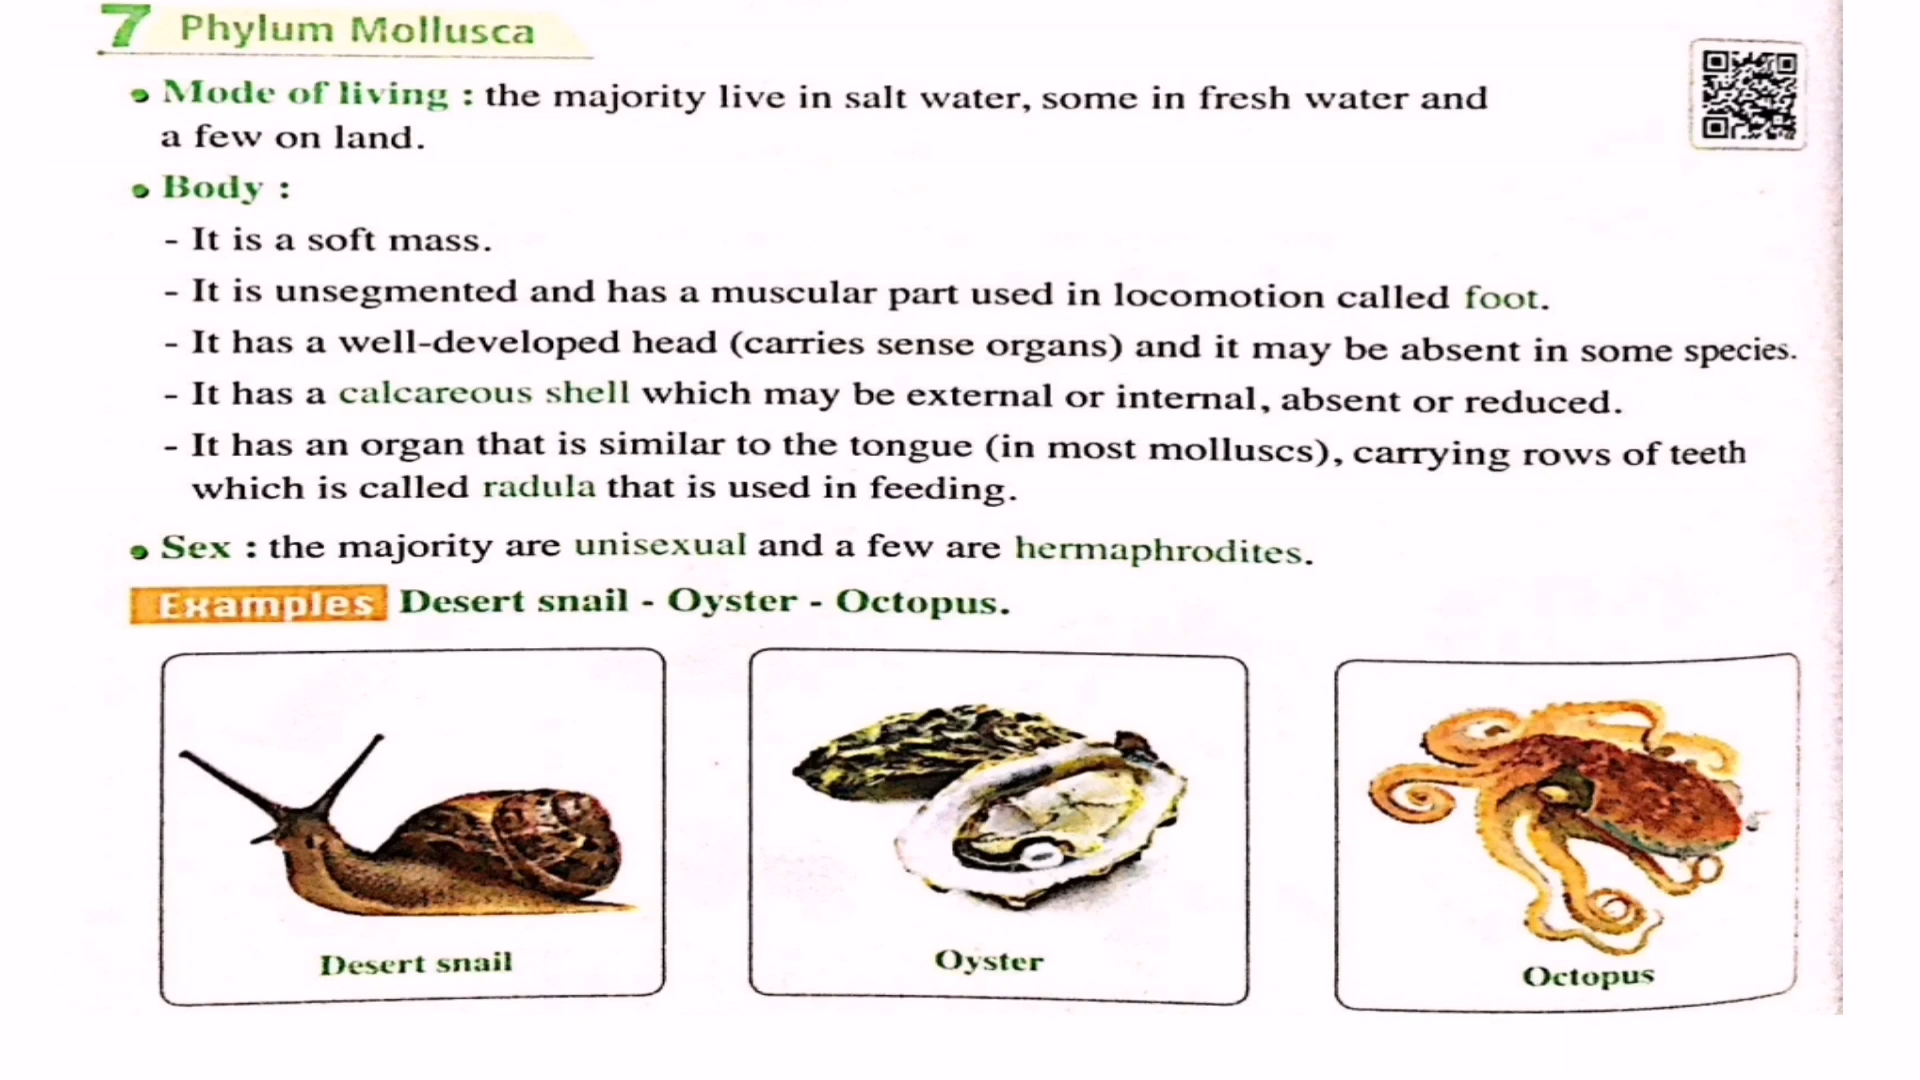 7 Phylum Mollusca
• Mode of living : the majority live in salt water, some in fresh water and
a few on land.
• Body :
- It is a soft mass.
- It is unsegmented and has a muscular part used in locomotion called foot.
- It has a well-developed head (carries sense organs) and it may be absent in some species.
- It has a calcareous shell which may be external or internal, absent or reduced.
- It has an organ that is similar to the tongue (in most molluscs), carrying rows of teeth
which is called radula that is used in feeding.
• Sex : the majority are unisexual and a few are hermaphrodites.
Examples Desert snail - Oyster - Octopus.
Desert snail
Oyster
Octopus